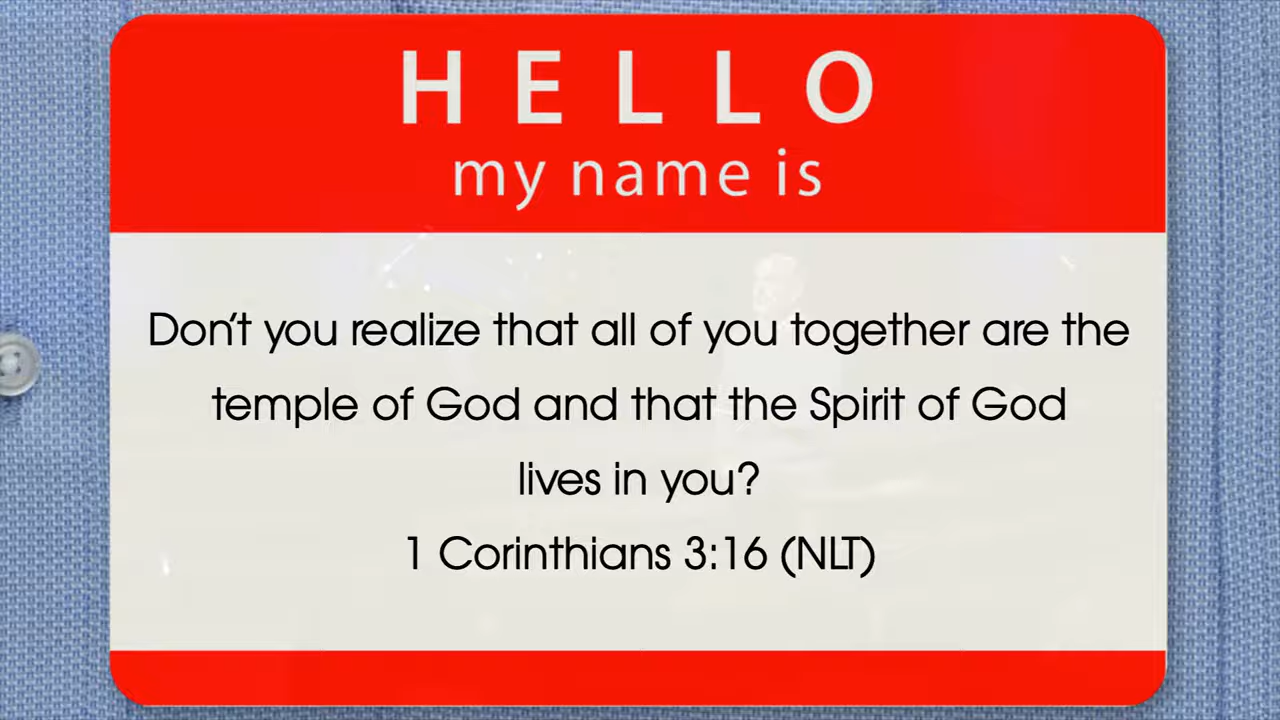 HELLO
my name is
Don't you realize that all of you together are the
temple of God and that the Spirit of God
lives in you?
1 Corinthians 3:16 (NLT)